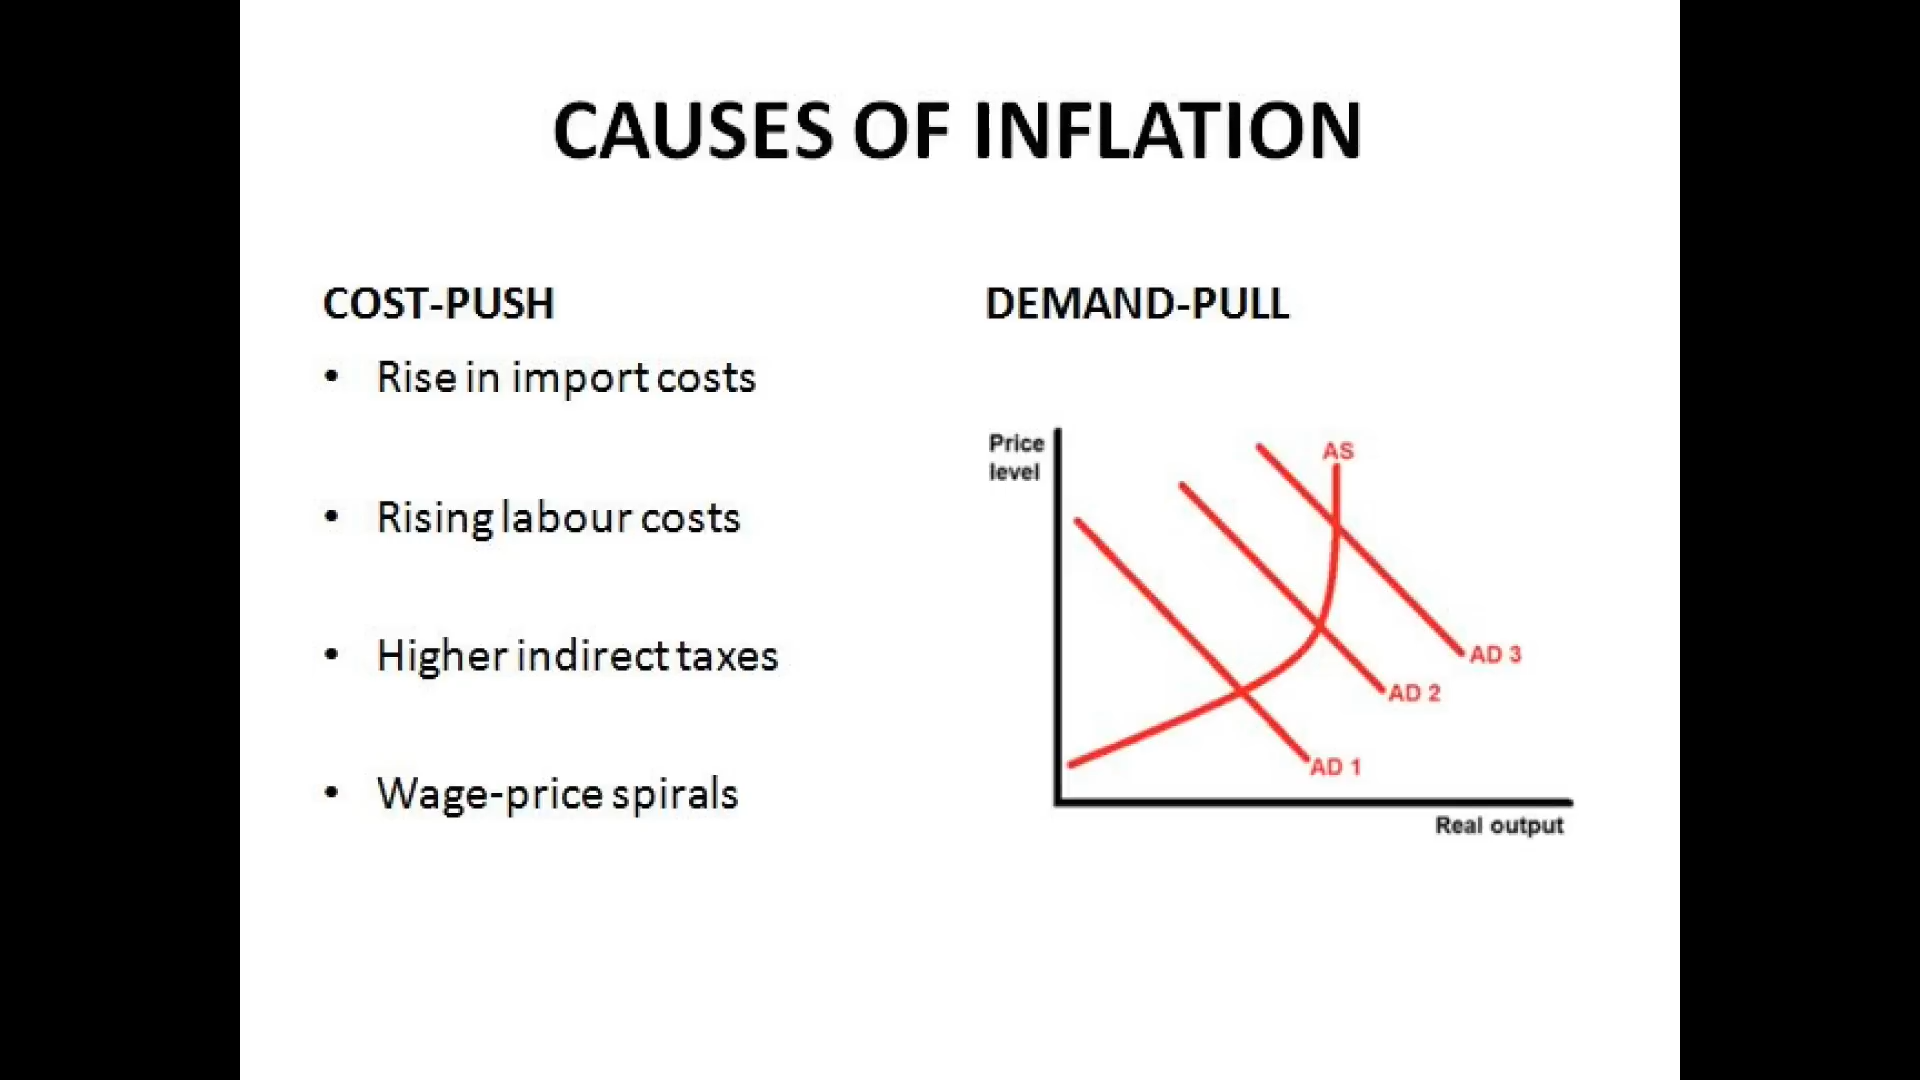 CAUSES OF INFLATION
COST-PUSH
• Rise in import costs
• Rising labour costs
• Higher indirect taxes
• Wage-price spirals
DEMAND-PULL
Price
level
AS
AD 3
AD 2
AD 1
Real output